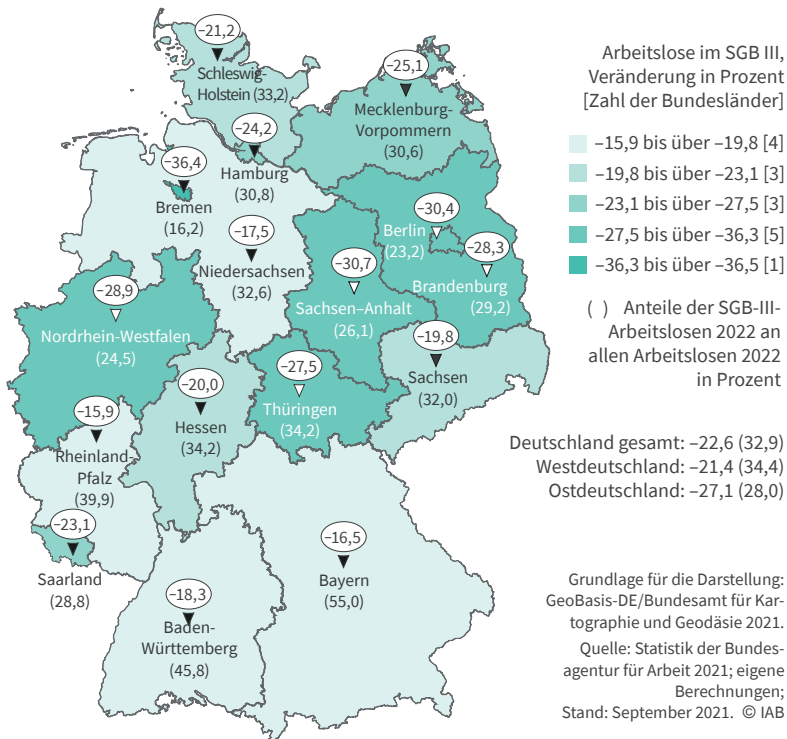 –21,2
Schleswig-
Holstein (33,2)
–25,1
Mecklenburg-
Vorpommern
(30,6)
–24,2
Hamburg
(30,8)
–36,4
Bremen
(16,2)
–17,5
Niedersachsen
(32,6)
–30,4
Berlin
(23,2)
–28,3
Brandenburg
(29,2)
–30,7
Sachsen–Anhalt
(26,1)
–28,9
Nordrhein-Westfalen
(24,5)
–19,8
Sachsen
(32,0)
–20,0
Hessen
(34,2)
–27,5
Thüringen
(34,2)
–15,9
Rheinland-
Pfalz
(39,9)
–23,1
Saarland
(28,8)
–16,5
Bayern
(55,0)
–18,3
Baden-
Württemberg
(45,8)
Arbeitslose im SGB III,
Veränderung in Prozent
[Zahl der Bundesländer]
–15,9 bis über –19,8 [4]
–19,8 bis über –23,1 [3]
–23,1 bis über –27,5 [3]
–27,5 bis über –36,3 [5]
–36,3 bis über –36,5 [1]
( ) Anteile der SGB-III-
Arbeitslosen 2022 an
allen Arbeitslosen 2022
in Prozent
Deutschland gesamt: –22,6 (32,9)
Westdeutschland: –21,4 (34,4)
Ostdeutschland: –27,1 (28,0)
Grundlage für die Darstellung:
GeoBasis-DE/Bundesamt für Kar-
tographie und Geodäsie 2021.
Quelle: Statistik der Bundes-
agentur für Arbeit 2021; eigene
Berechnungen;
Stand: September 2021. © IAB